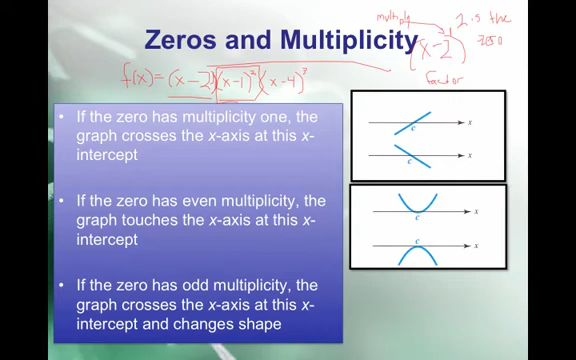 multiply 2 is the
Zeros and Multiplicity (x-2)¹ zero
factor
f(x) = (x-2)(x-1)²(x-4)³
• If the zero has multiplicity one, the
graph crosses the x-axis at this x-
intercept
• If the zero has even multiplicity, the
graph touches the x-axis at this x-
intercept
• If the zero has odd multiplicity, the
graph crosses the x-axis at this x-
intercept and changes shape
c x
c x
c x
c x